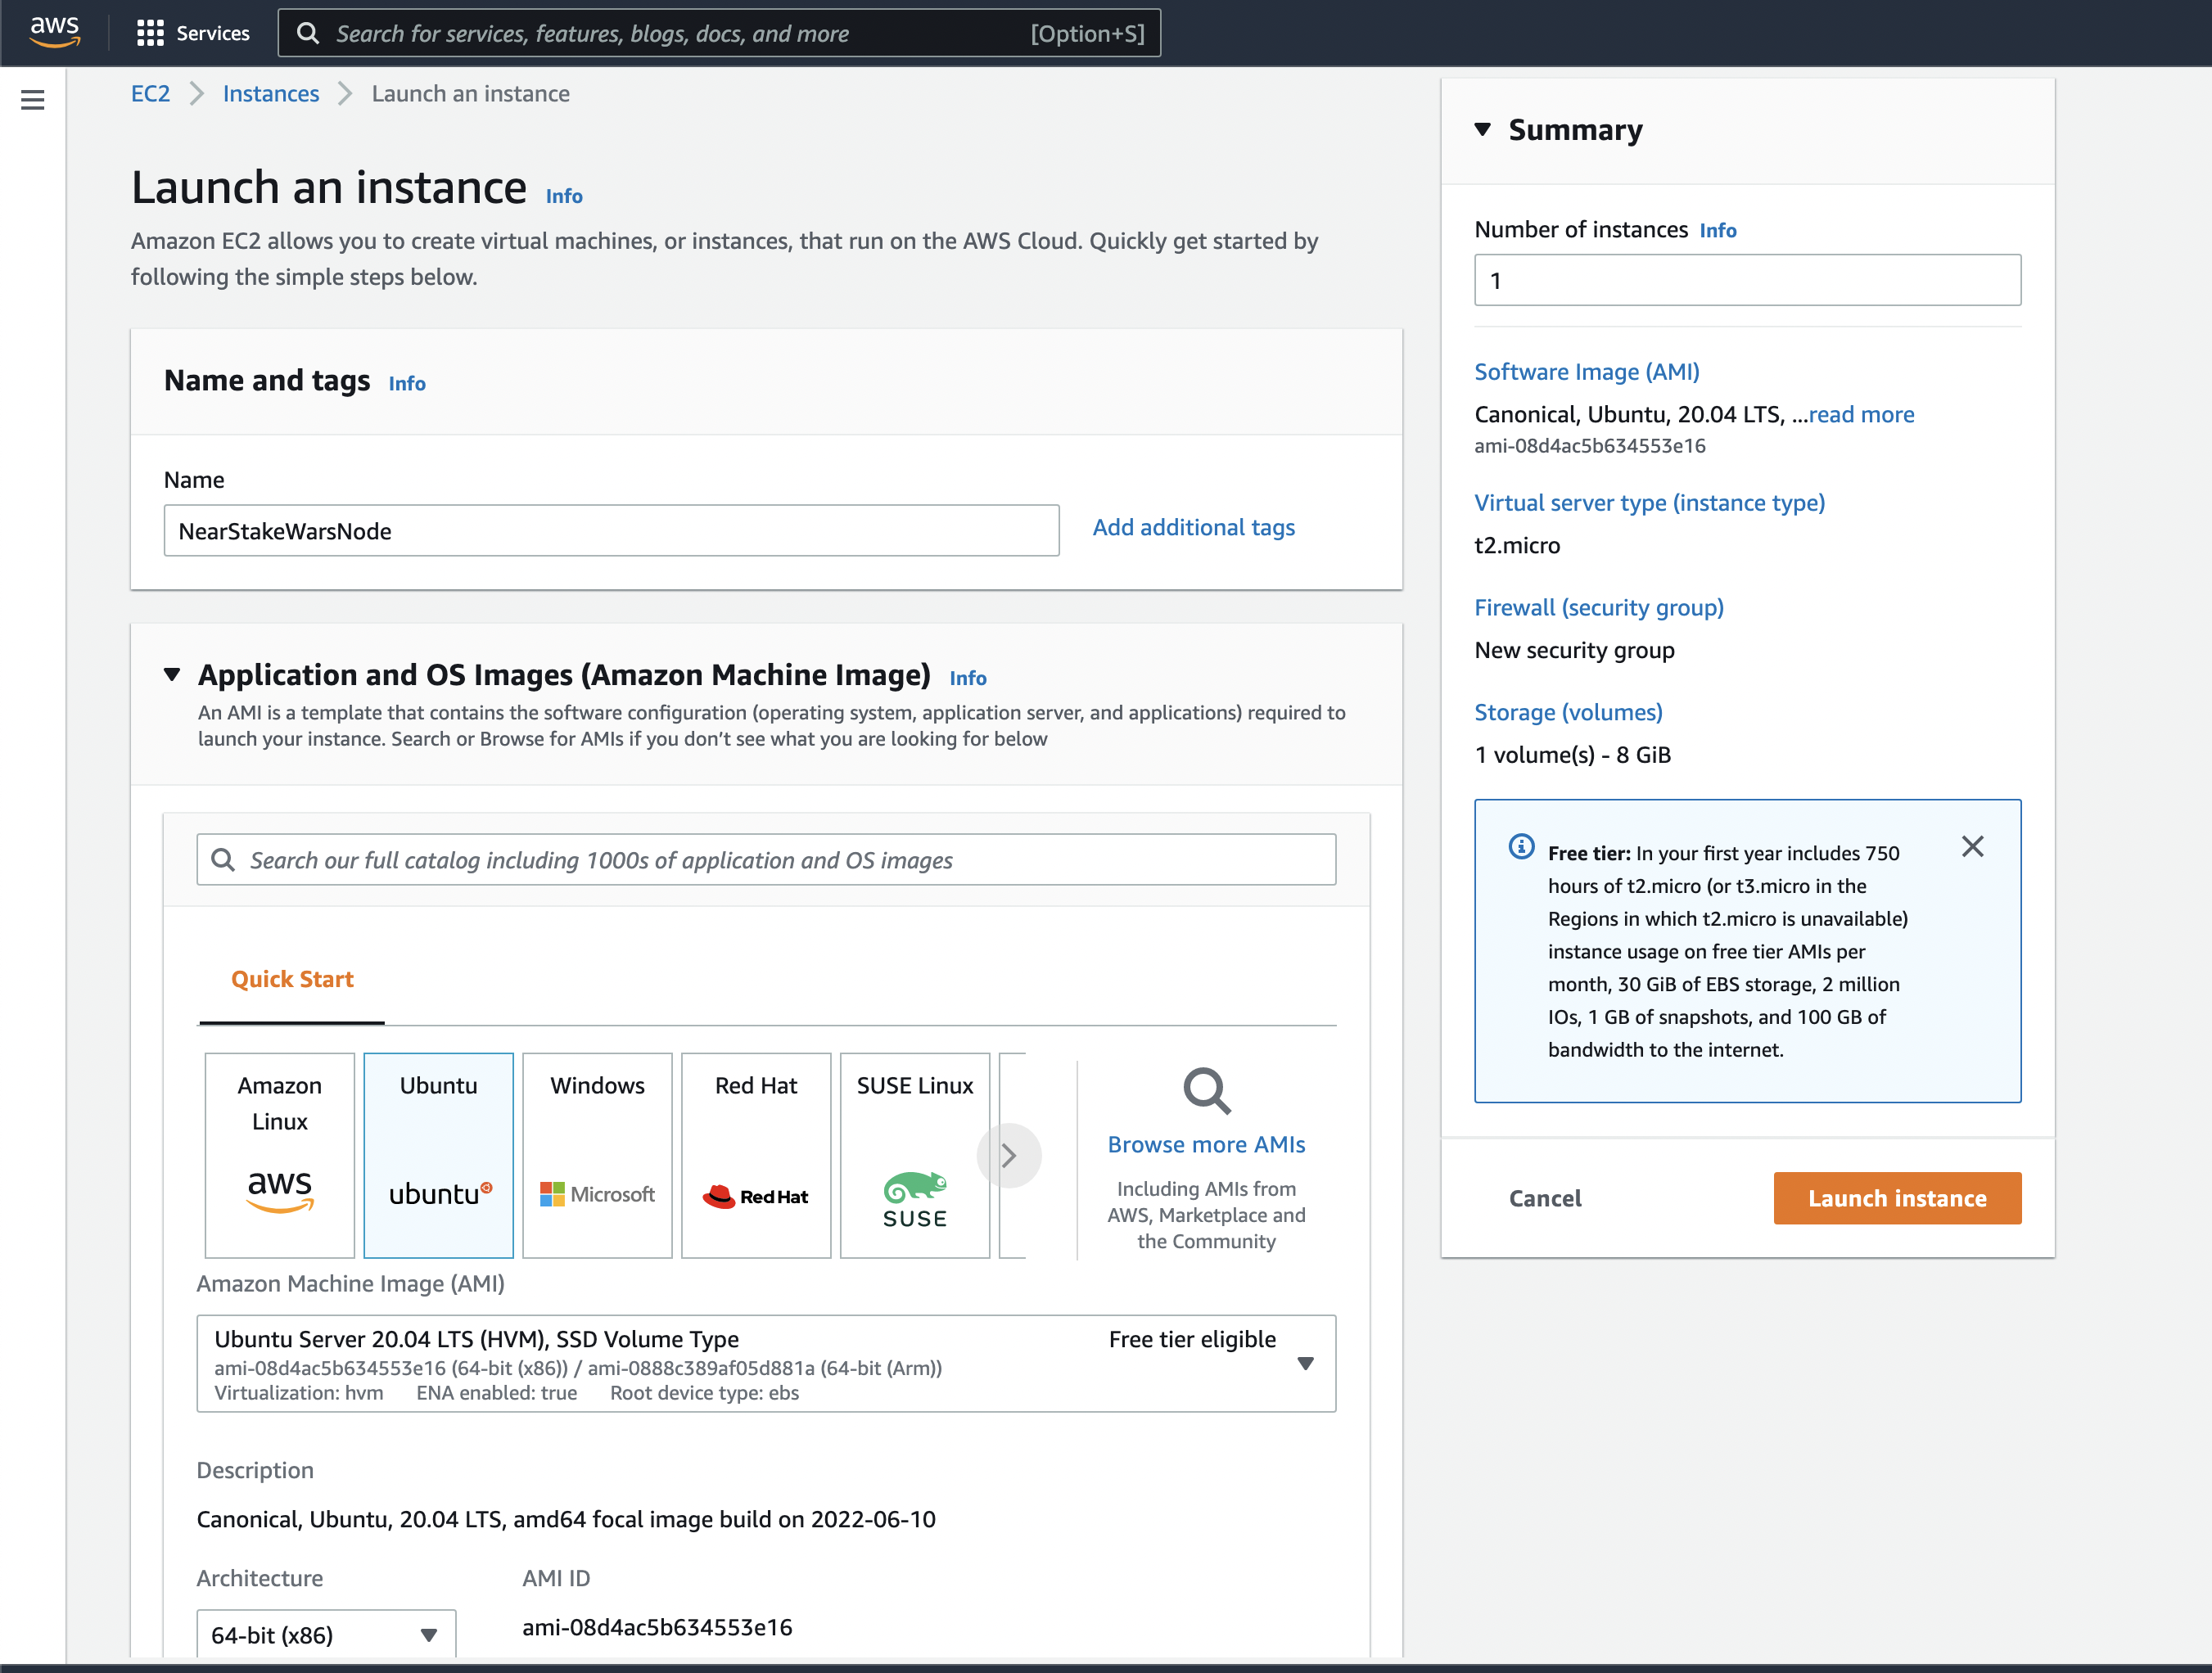 aws
Services
Search for services, features, blogs, docs, and more
[Option+S]
EC2
Instances
Launch an instance
Launch an instance Info
Amazon EC2 allows you to create virtual machines, or instances, that run on the AWS Cloud. Quickly get started by
following the simple steps below.
Name and tags Info
Name
NearStakeWarsNode
Add additional tags
Application and OS Images (Amazon Machine Image) Info
An AMI is a template that contains the software configuration (operating system, application server, and applications) required to
launch your instance. Search or Browse for AMIs if you don’t see what you are looking for below
Search our full catalog including 1000s of application and OS images
Quick Start
Amazon
Linux
aws
Ubuntu
ubuntu
Windows
Microsoft
Red Hat
Red Hat
SUSE Linux
SUSE
Browse more AMIs
Including AMIs from
AWS, Marketplace and
the Community
Amazon Machine Image (AMI)
Ubuntu Server 20.04 LTS (HVM), SSD Volume Type
Free tier eligible
ami-08d4ac5b634553e16 (64-bit (x86)) / ami-0888c389af05d881a (64-bit (Arm))
Virtualization: hvm ENA enabled: true Root device type: ebs
Description
Canonical, Ubuntu, 20.04 LTS, amd64 focal image build on 2022-06-10
Architecture
64-bit (x86)
AMI ID
ami-08d4ac5b634553e16
Summary
Number of instances Info
1
Software Image (AMI)
Canonical, Ubuntu, 20.04 LTS, ...read more
ami-08d4ac5b634553e16
Virtual server type (instance type)
t2.micro
Firewall (security group)
New security group
Storage (volumes)
1 volume(s) - 8 GiB
Free tier: In your first year includes 750
hours of t2.micro (or t3.micro in the
Regions in which t2.micro is unavailable)
instance usage on free tier AMIs per
month, 30 GiB of EBS storage, 2 million
IOs, 1 GB of snapshots, and 100 GB of
bandwidth to the internet.
Cancel
Launch instance